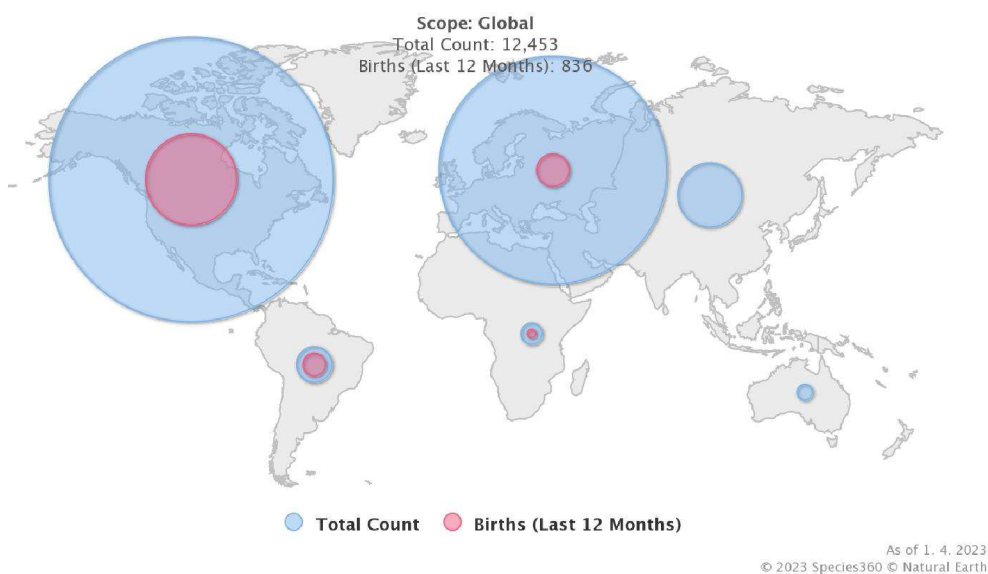 Scope: Global
Total Count: 12,453
Births (Last 12 Months): 836
Total Count
Births (Last 12 Months)
As of 1. 4. 2023
© 2023 Species360 © Natural Earth